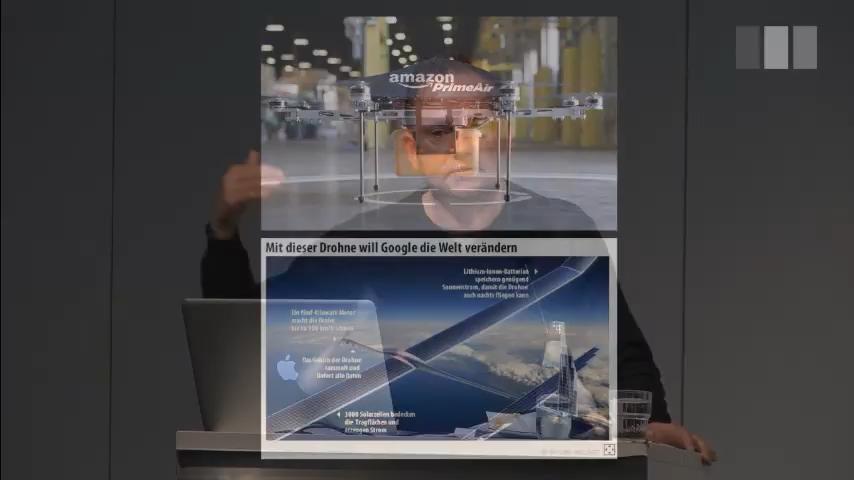 amazon
PrimeAir
Mit dieser Drohne will Google die Welt verändern
Lithium-Ionen-Batterien
speichern genügend
Sonnenstrom, damit die Drohne
auch nachts fliegen kann
Ein Fünf-Kilowatt-Motor
macht die Drohne
bis zu 100 km/h schnell
Das Gehirn der Drohne
sammelt und
liefert alle Daten
3000 Solarzellen bedecken
die Tragflächen und
erzeugen Strom